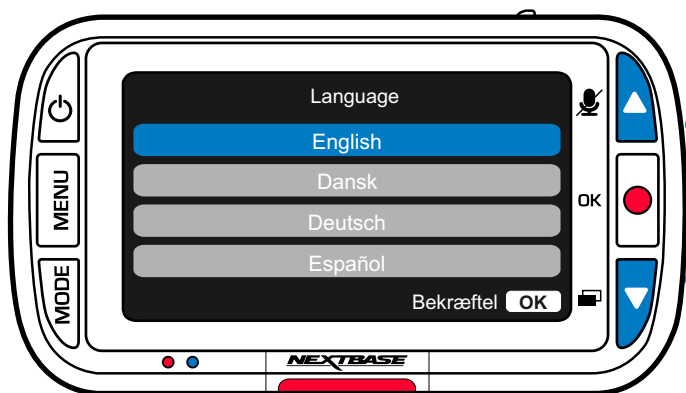 Language
English
Dansk
Deutsch
Español
Bekræftel OK
MENU
MODE
OK
NEXTBASE